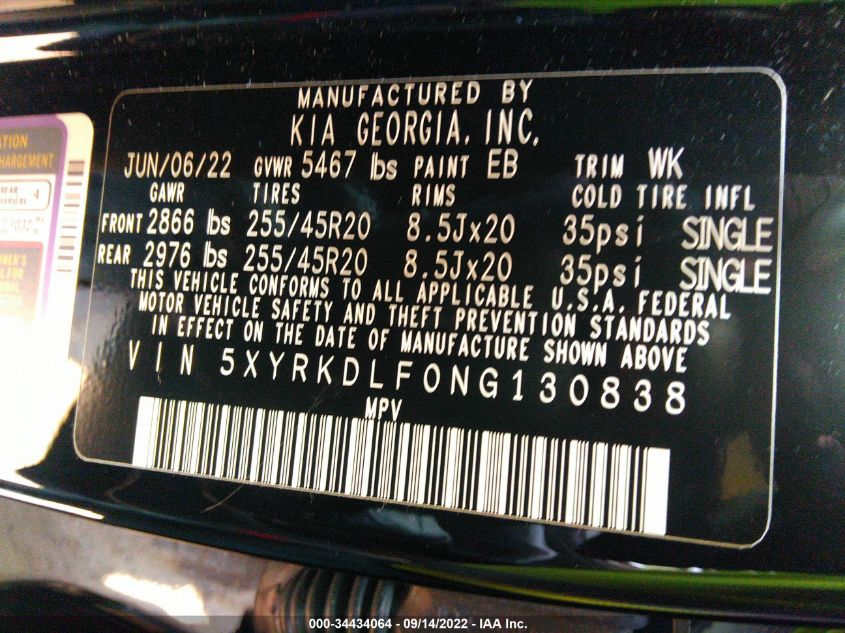 MANUFACTURED BY
KIA GEORGIA, INC.
JUN/06/22 GVWR 5467 lbs PAINT EB TRIM WK
GAWR TIRES RIMS COLD TIRE INFL
FRONT 2866 lbs 255/45R20 8.5Jx20 35psi SINGLE
REAR 2976 lbs 255/45R20 8.5Jx20 35psi SINGLE
THIS VEHICLE CONFORMS TO ALL APPLICABLE U.S.A. FEDERAL
MOTOR VEHICLE SAFETY AND THEFT PREVENTION STANDARDS
IN EFFECT ON THE DATE OF MANUFACTURE SHOWN ABOVE
VIN 5XYRKDLF0NG130838
MPV
REAR 4
000-34434064 - 09/14/2022 - IAA Inc.